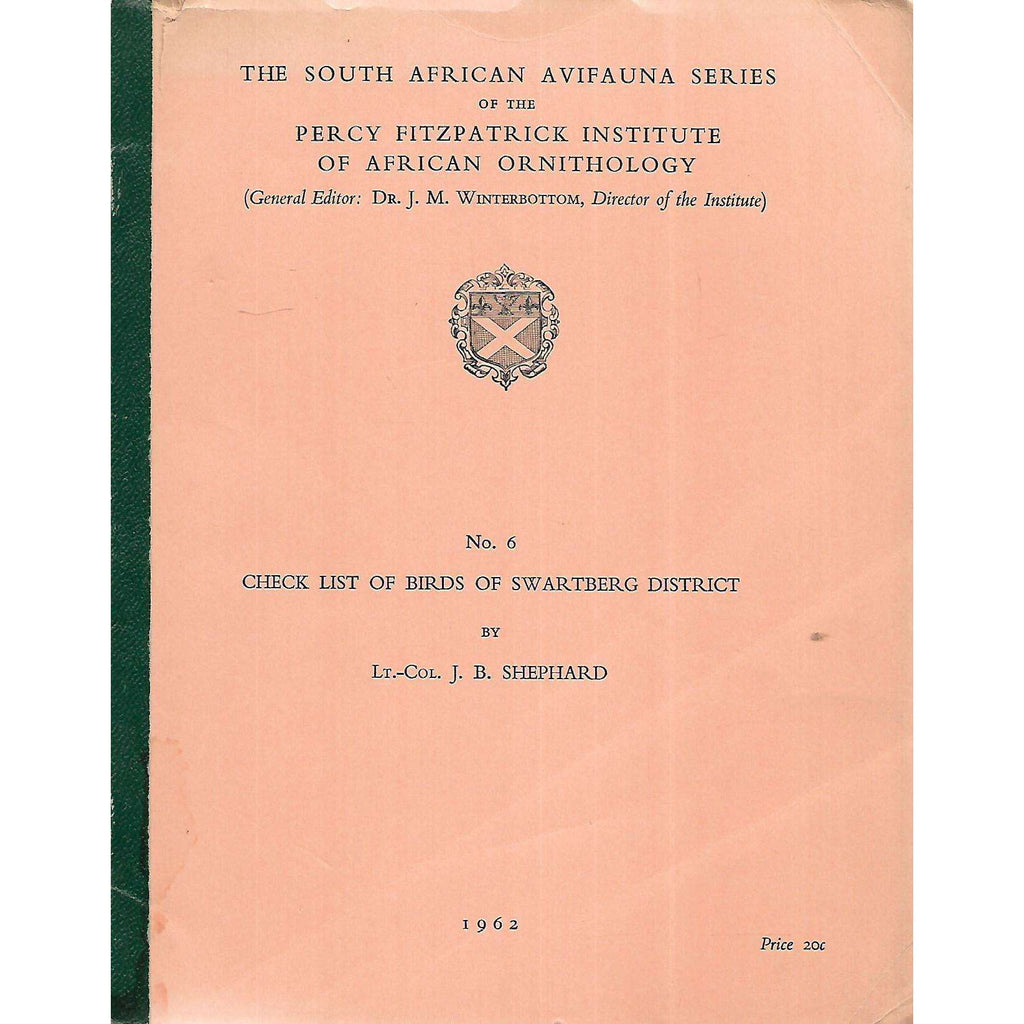 THE SOUTH AFRICAN AVIFAUNA SERIES
OF THE
PERCY FITZPATRICK INSTITUTE
OF AFRICAN ORNITHOLOGY
(General Editor: Dr. J. M. Winterbottom, Director of the Institute)
No. 6
CHECK LIST OF BIRDS OF SWARTBERG DISTRICT
BY
Lt.-Col. J. B. SHEPHARD
1962
Price 20c